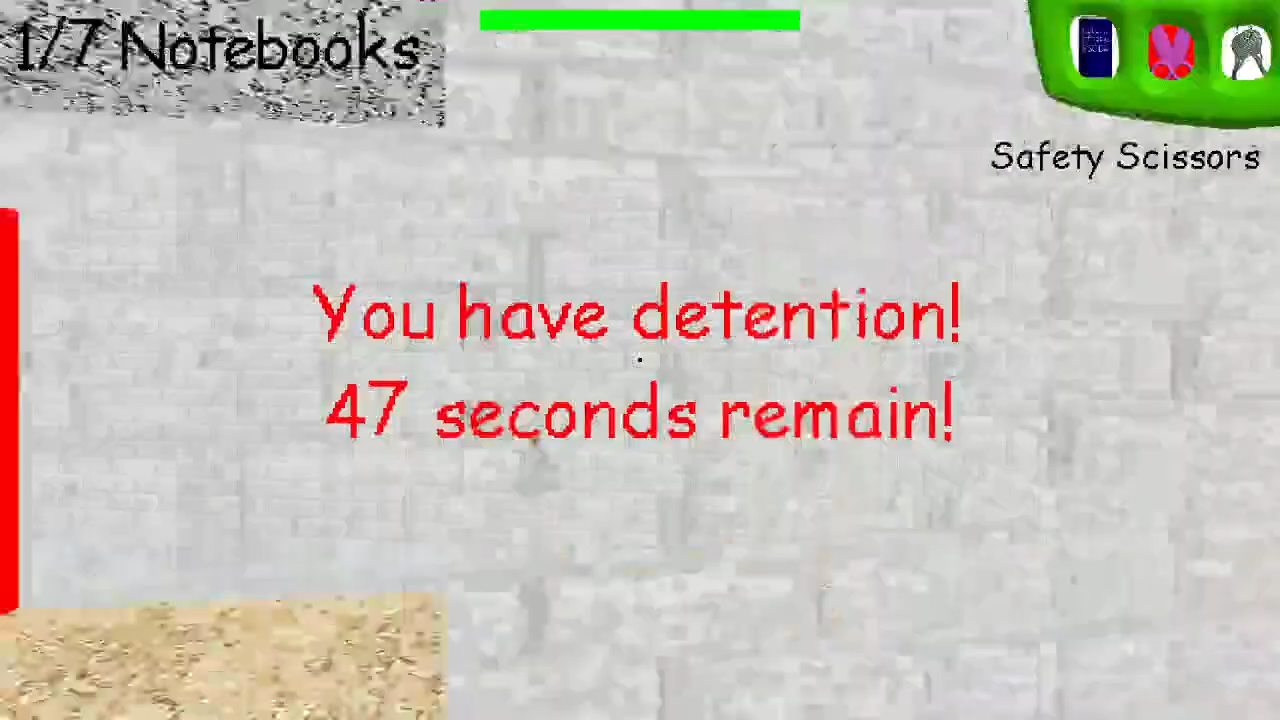 1/7 Notebooks
Safety Scissors
You have detention!
47 seconds remain!